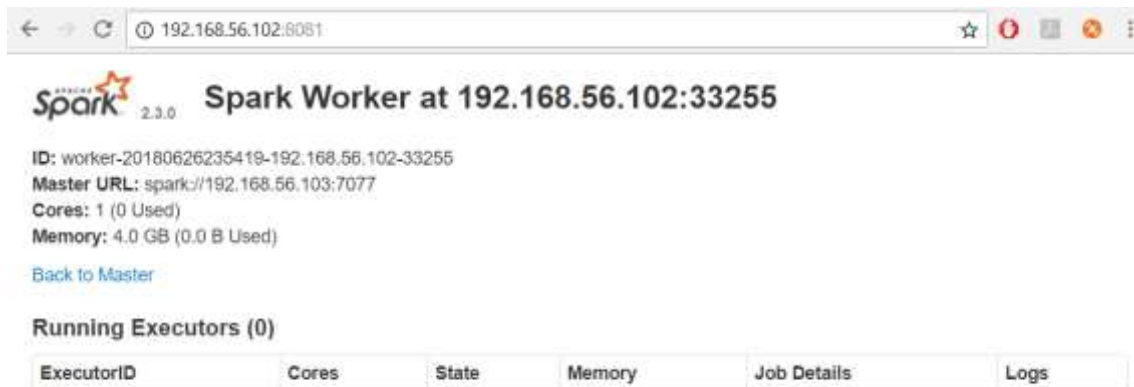 192.168.56.102:8081
APACHE Spark 2.3.0 Spark Worker at 192.168.56.102:33255
ID: worker-20180626235419-192.168.56.102-33255
Master URL: spark://192.168.56.103:7077
Cores: 1 (0 Used)
Memory: 4.0 GB (0.0 B Used)
Back to Master
Running Executors (0)
ExecutorID Cores State Memory Job Details Logs